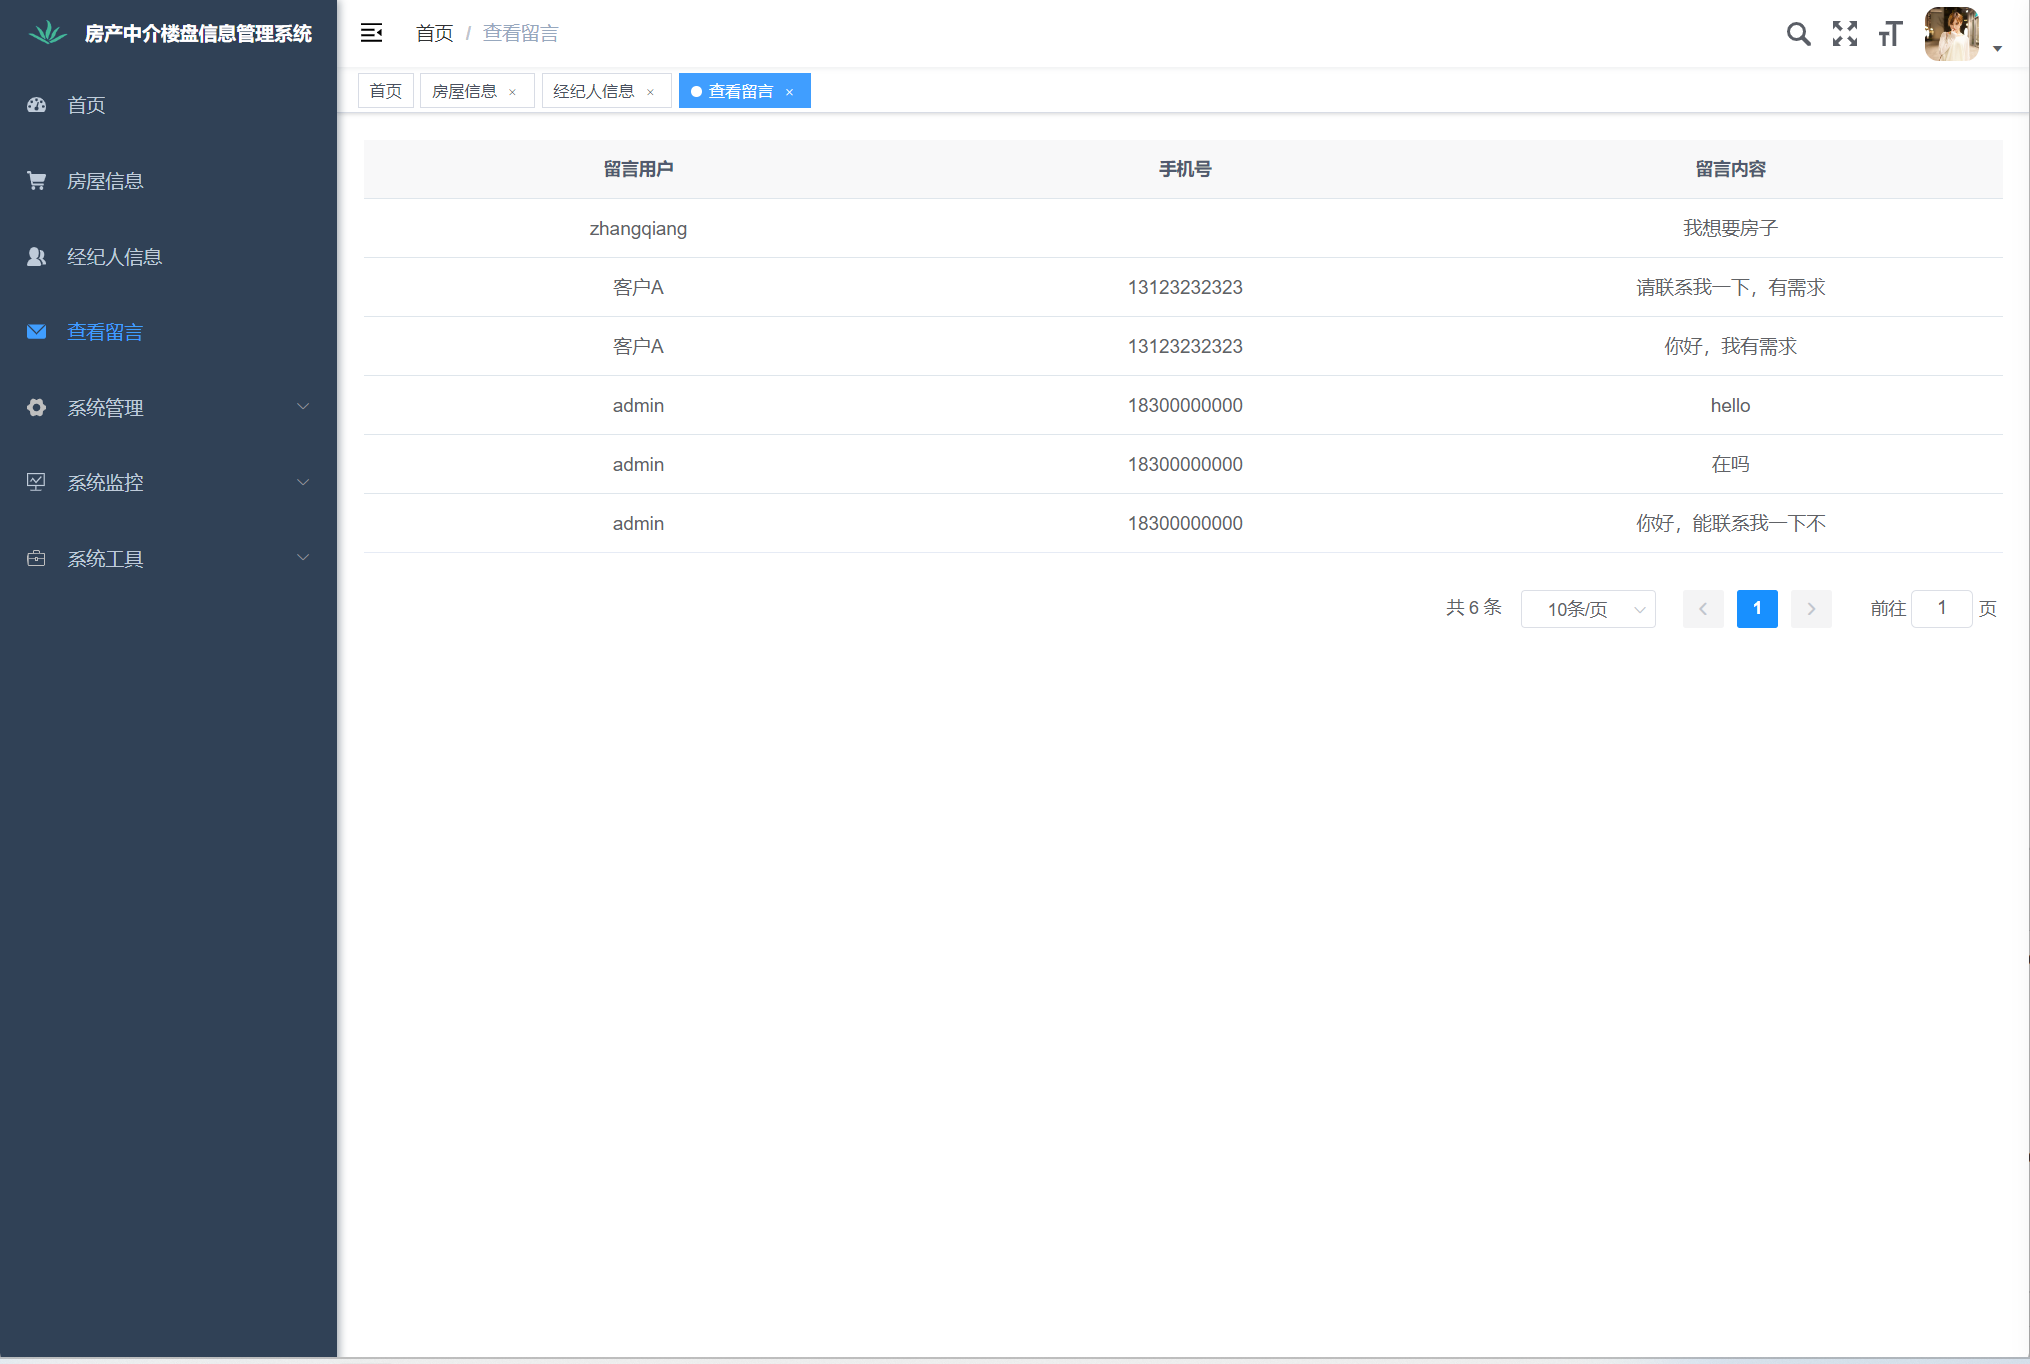 房产中介楼盘信息管理系统
首页
房屋信息
经纪人信息
查看留言
系统管理
系统监控
系统工具
首页 / 查看留言
首页 房屋信息 × 经纪人信息 × 查看留言 ×
留言用户 手机号 留言内容
zhangqiang 我想要房子
客户A 13123232323 请联系我一下，有需求
客户A 13123232323 你好，我有需求
admin 18300000000 hello
admin 18300000000 在吗
admin 18300000000 你好，能联系我一下不
共 6 条 10条/页 1 前往 1 页